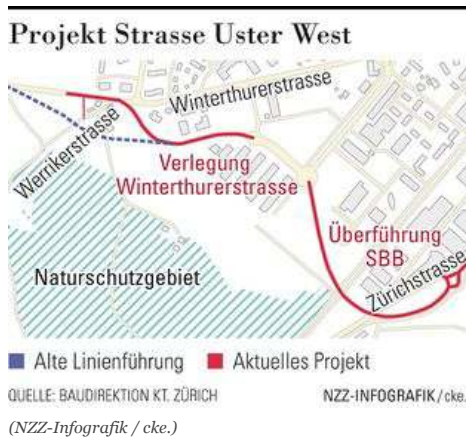 Projekt Strasse Uster West
Winterthurerstrasse
Werrikerstrasse
Verlegung
Winterthurerstrasse
Überführung
SBB
Zürichstrasse
Naturschutzgebiet
Alte Linienführung
Aktuelles Projekt
QUELLE: BAUDIREKTION KT. ZÜRICH
NZZ-INFOGRAFIK / cke.
(NZZ-Infografik / cke.)